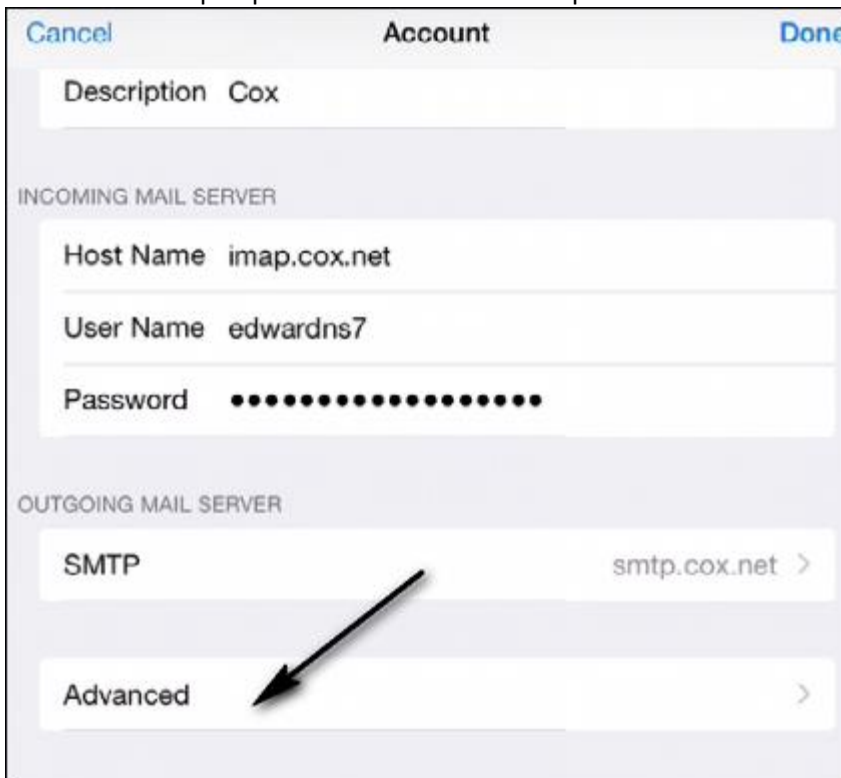 Cancel Account Done
Description Cox
INCOMING MAIL SERVER
Host Name imap.cox.net
User Name edwardns7
Password ••••••••••••••••••
OUTGOING MAIL SERVER
SMTP smtp.cox.net >
Advanced >